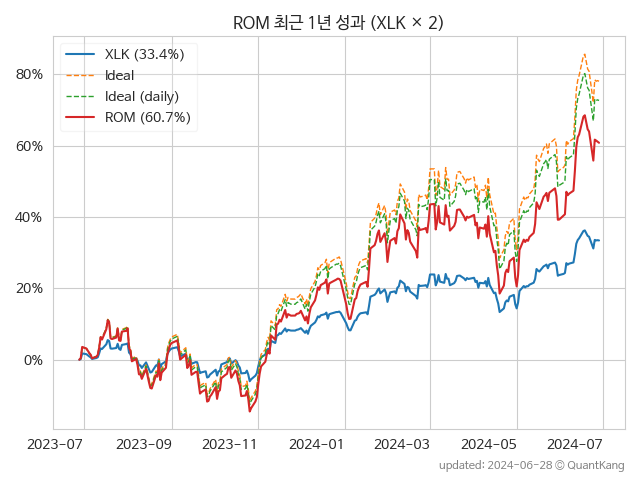 ROM 최근 1년 성과 (XLK × 2)
XLK (33.4%)
Ideal
Ideal (daily)
ROM (60.7%)
80%
60%
40%
20%
0%
2023-07 2023-09 2023-11 2024-01 2024-03 2024-05 2024-07
updated: 2024-06-28 © QuantKang